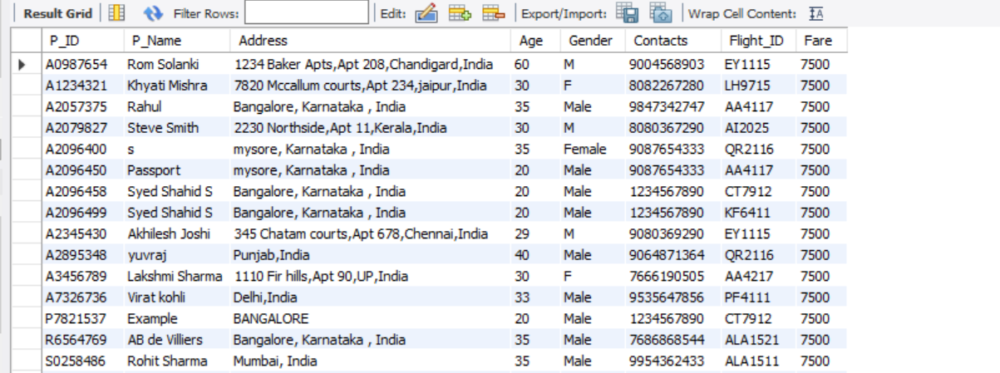 Result Grid Filter Rows: Edit: Export/Import: Wrap Cell Content: IA
P_ID P_Name Address Age Gender Contacts Flight_ID Fare
A0987654 Rom Solanki 1234 Baker Apts,Apt 208,Chandigard,India 60 M 9004568903 EY1115 7500
A1234321 Khyati Mishra 7820 Mccallum courts,Apt 234,jaipur,India 30 F 8082267280 LH9715 7500
A2057375 Rahul Bangalore, Karnataka , India 35 Male 9847342747 AA4117 7500
A2079827 Steve Smith 2230 Northside,Apt 11,Kerala,India 30 M 8080367290 AI2025 7500
A2096400 s mysore, Karnataka , India 35 Female 9087654333 QR2116 7500
A2096450 Passport mysore, Karnataka , India 20 Male 9087654333 AA4117 7500
A2096458 Syed Shahid S Bangalore, Karnataka , India 20 Male 1234567890 CT7912 7500
A2096499 Syed Shahid S Bangalore, Karnataka , India 20 Male 1234567890 KF6411 7500
A2345430 Akhilesh Joshi 345 Chatam courts,Apt 678,Chennai,India 29 M 9080369290 EY1115 7500
A2895348 yuvraj Punjab,India 40 Male 9064871364 QR2116 7500
A3456789 Lakshmi Sharma 1110 Fir hills,Apt 90,UP,India 30 F 7666190505 AA4217 7500
A7326736 Virat kohli Delhi,India 33 Male 9535647856 PF4111 7500
P7821537 Example BANGALORE 20 Male 1234567890 CT7912 7500
R6564769 AB de Villiers Bangalore, Karnataka , India 35 Male 7686868544 ALA1521 7500
S0258486 Rohit Sharma Mumbai, India 35 Male 9954362433 ALA1511 7500